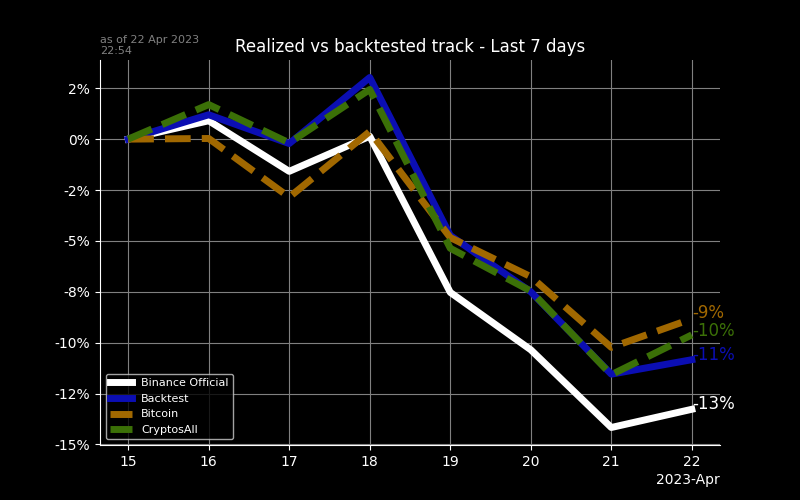 as of 22 Apr 2023
22:54
Realized vs backtested track - Last 7 days
2%
0%
-2%
-5%
-8%
-10%
-12%
-15%
-9%
-10%
-11%
-13%
Binance Official
Backtest
Bitcoin
CryptosAll
15 16 17 18 19 20 21 22
2023-Apr